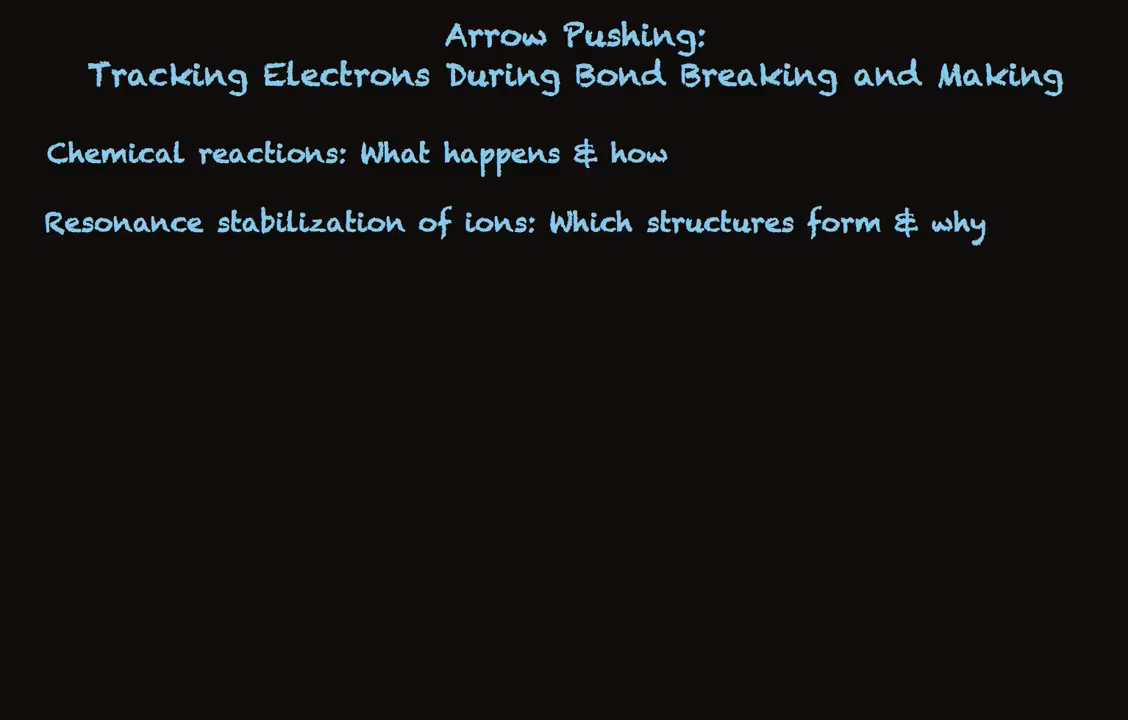 Arrow Pushing:
Tracking Electrons During Bond Breaking and Making
Chemical reactions: What happens & how
Resonance stabilization of ions: Which structures form & why